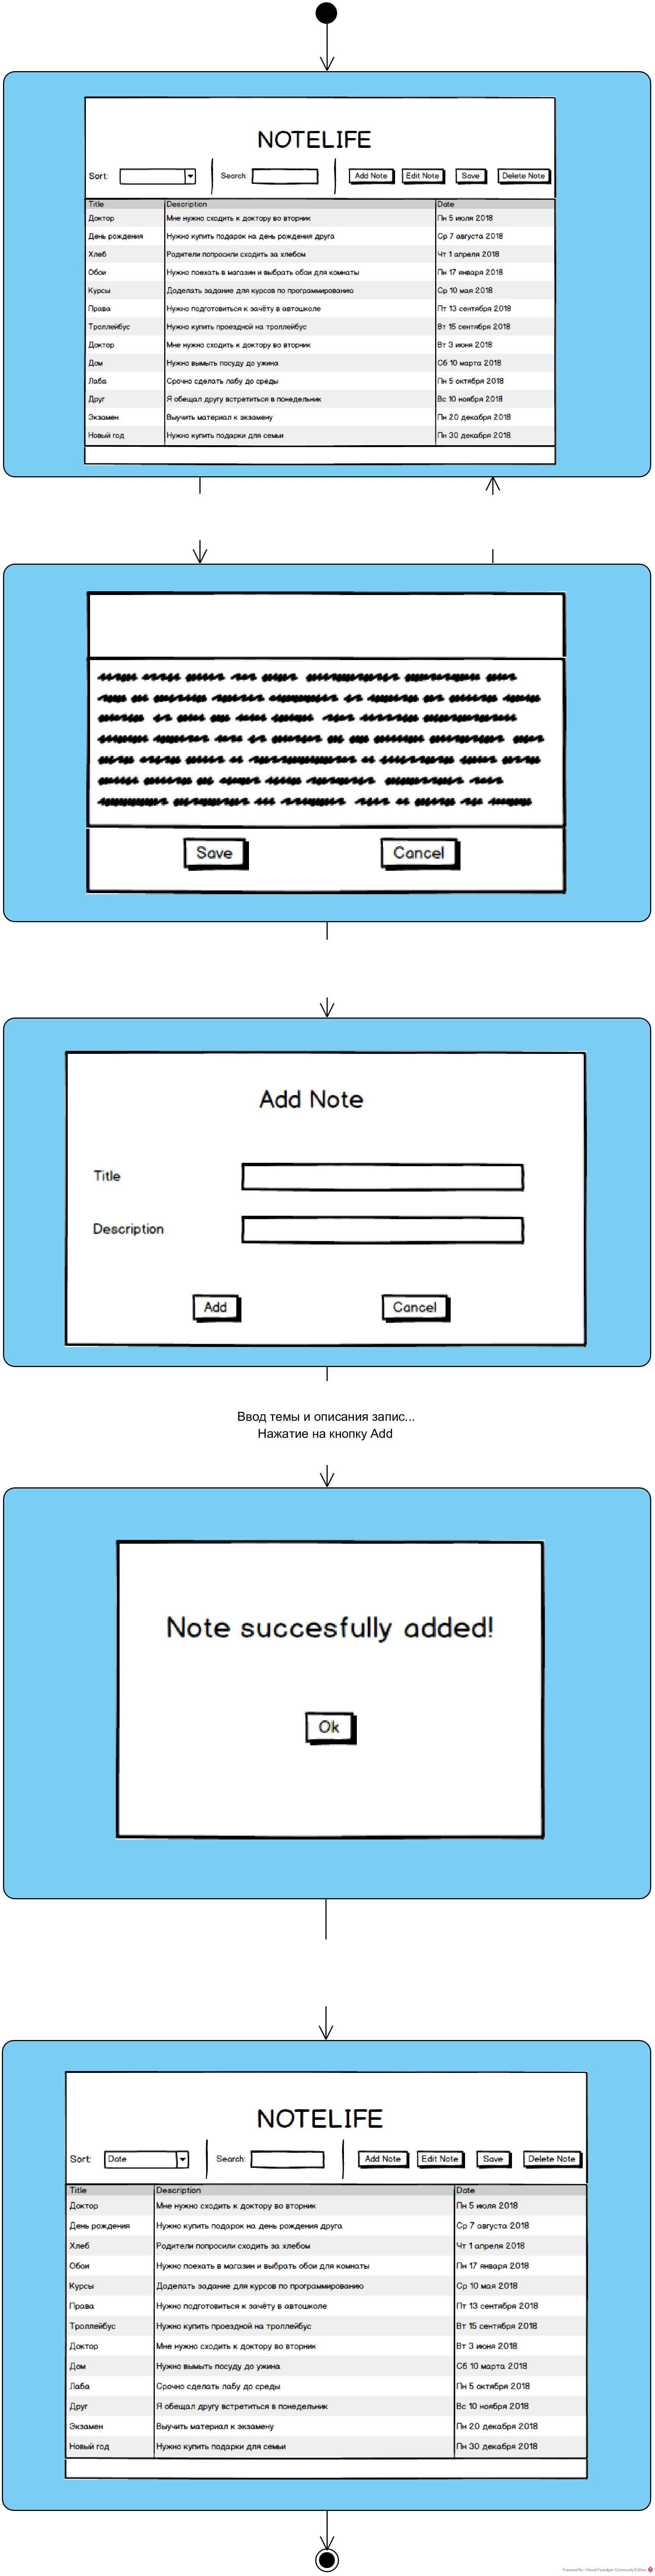 NOTELIFE
Sort: Search: Add Note Edit Note Save Delete Note
Title Description Date
Доктор Мне нужно сходить к доктору во вторник Пн 5 июля 2018
День рождения Нужно купить подарок на день рождения друга Ср 7 августа 2018
Хлеб Родители попросили сходить за хлебом Чт 1 апреля 2018
Обои Нужно поехать в магазин и выбрать обои для комнаты Пн 17 января 2018
Курсы Доделать задание для курсов по программированию Ср 10 мая 2018
Права Нужно подготовиться к зачёту в автошколе Пт 13 сентября 2018
Троллейбус Нужно купить проездной на троллейбус Вт 15 сентября 2018
Доктор Мне нужно сходить к доктору во вторник Вт 3 июня 2018
Дом Нужно вымыть посуду до ужина Сб 10 марта 2018
Лаба Срочно сделать лабу до среды Пн 5 октября 2018
Друг Я обещал другу встретиться в понедельник Вс 10 ноября 2018
Экзамен Выучить материал к экзамену Пн 20 декабря 2018
Новый год Нужно купить подарки для семьи Пн 30 декабря 2018
Save Cancel
Add Note
Title
Description
Add Cancel
Ввод темы и описания запис...
Нажатие на кнопку Add
Note succesfully added!
Ok
NOTELIFE
Sort: Date Search: Add Note Edit Note Save Delete Note
Title Description Date
Доктор Мне нужно сходить к доктору во вторник Пн 5 июля 2018
День рождения Нужно купить подарок на день рождения друга Ср 7 августа 2018
Хлеб Родители попросили сходить за хлебом Чт 1 апреля 2018
Обои Нужно поехать в магазин и выбрать обои для комнаты Пн 17 января 2018
Курсы Доделать задание для курсов по программированию Ср 10 мая 2018
Права Нужно подготовиться к зачёту в автошколе Пт 13 сентября 2018
Троллейбус Нужно купить проездной на троллейбус Вт 15 сентября 2018
Доктор Мне нужно сходить к доктору во вторник Вт 3 июня 2018
Дом Нужно вымыть посуду до ужина Сб 10 марта 2018
Лаба Срочно сделать лабу до среды Пн 5 октября 2018
Друг Я обещал другу встретиться в понедельник Вс 10 ноября 2018
Экзамен Выучить материал к экзамену Пн 20 декабря 2018
Новый год Нужно купить подарки для семьи Пн 30 декабря 2018
Powered By Visual Paradigm Community Edition